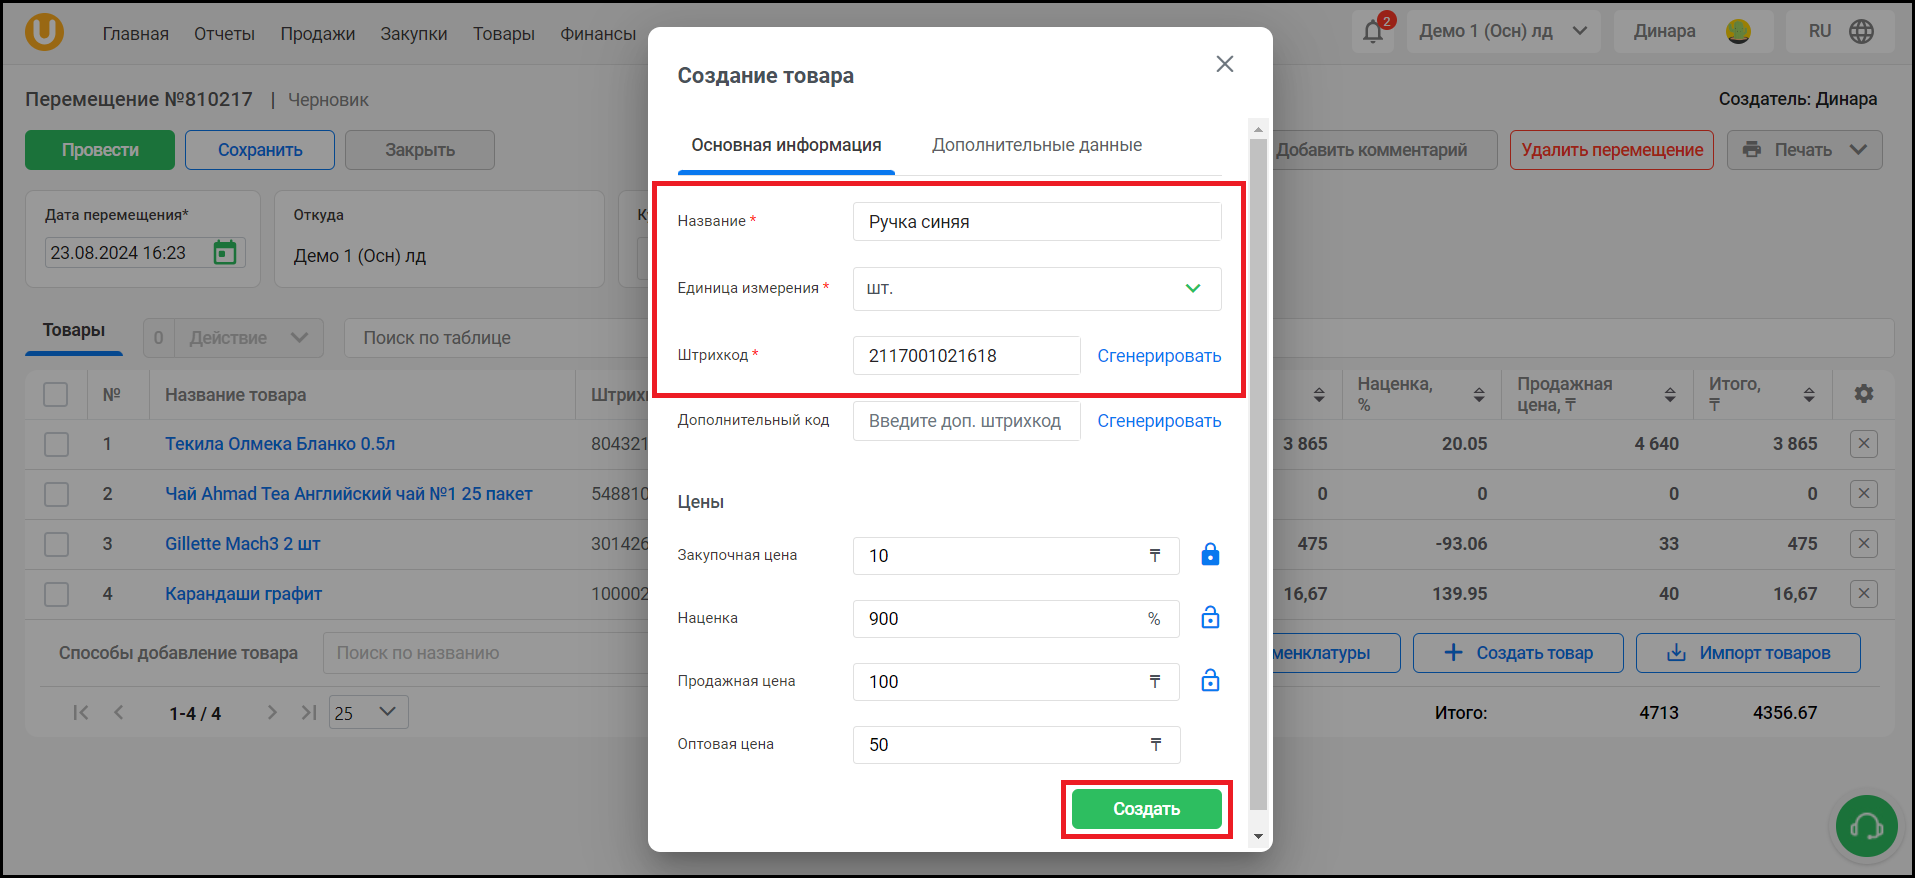 U
Главная Отчеты Продажи Закупки Товары Финансы
2
Демо 1 (Осн) лд
Динара
RU
Перемещение №810217 | Черновик
Создатель: Динара
Провести
Сохранить
Закрыть
Добавить комментарий
Удалить перемещение
Печать
Дата перемещения*
23.08.2024 16:23
Откуда
Демо 1 (Осн) лд
Товары
0 Действие
Поиск по таблице
№ Название товара
Наценка, %
Продажная цена, ₸
Итого, ₸
1 Текила Олмека Бланко 0.5л 804321 3 865 20.05 4 640 3 865
2 Чай Ahmad Tea Английский чай №1 25 пакет 548810 0 0 0 0
3 Gillette Mach3 2 шт 301426 475 -93.06 33 475
4 Карандаши графит 100002 16,67 139.95 40 16,67
Способы добавление товара
Поиск по названию
Создать товар
Импорт товаров
1-4 / 4
25
Итого: 4713 4356.67
Создание товара
Основная информация
Дополнительные данные
Название * Ручка синяя
Единица измерения * шт.
Штрихкод * 2117001021618 Сгенерировать
Дополнительный код Введите доп. штрихкод Сгенерировать
Цены
Закупочная цена 10 ₸
Наценка 900 %
Продажная цена 100 ₸
Оптовая цена 50 ₸
Создать